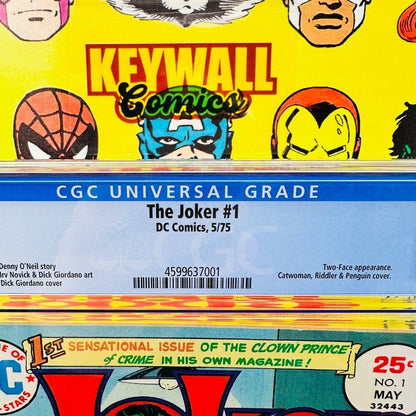 KEYWALL
Comics
CGC UNIVERSAL GRADE
The Joker #1
DC Comics, 5/75
Denny O'Neil story
Irv Novick & Dick Giordano art
Dick Giordano cover
4599637001
Two-Face appearance.
Catwoman, Riddler & Penguin cover.
1ST SENSATIONAL ISSUE OF THE CLOWN PRINCE
of CRIME IN HIS OWN MAGAZINE!
25¢
NO. 1
MAY
32443